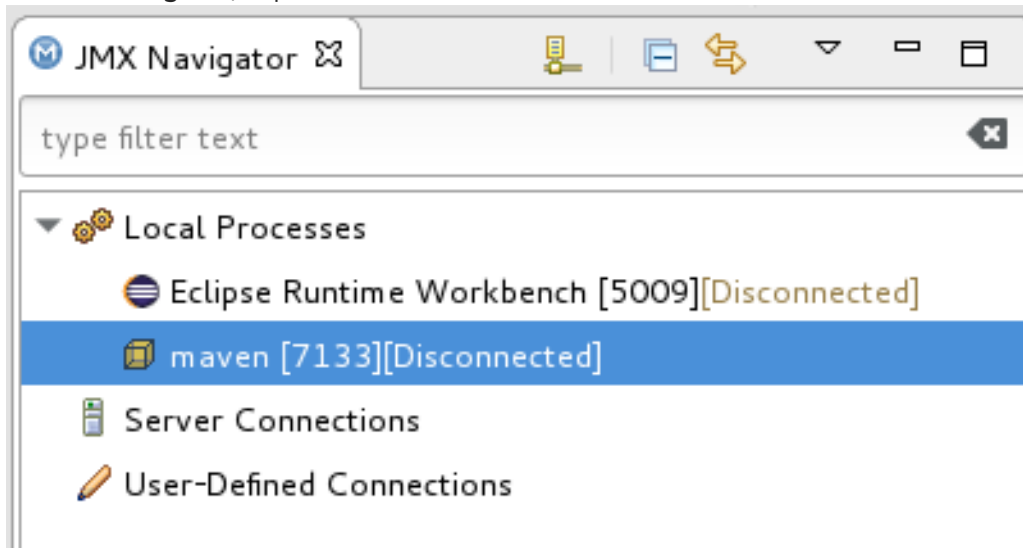 JMX Navigator
type filter text
Local Processes
Eclipse Runtime Workbench [5009][Disconnected]
maven [7133][Disconnected]
Server Connections
User-Defined Connections